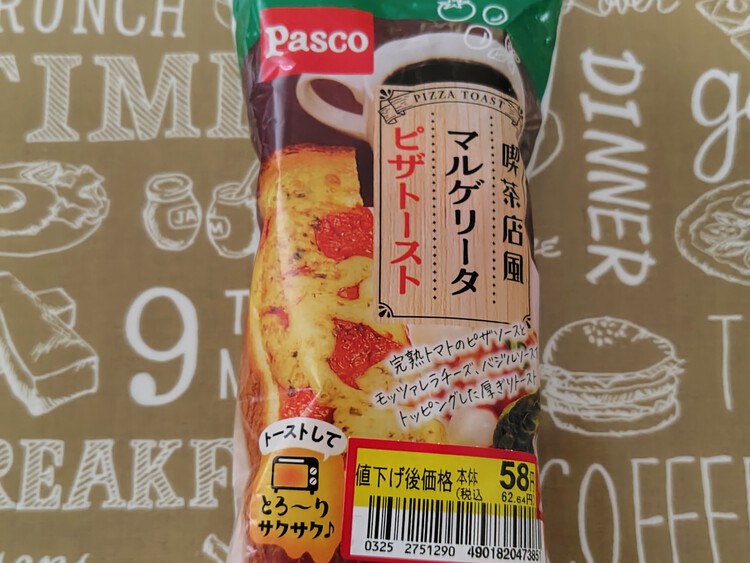 Pasco
PIZZA TOAST
喫茶店風
マルゲリータ
ピザトースト
完熟トマトのピザソースと
モッツァレラチーズ、バジルソースを
トッピングした厚ぎりトースト
トーストして
とろ～り
サクサク♪
値下げ後価格 本体 58円
(税込 62.64円)
0325 2751290 490182047385
RUNCH
TIME
DINNER
JAM
9
BREAKF
COFFEE